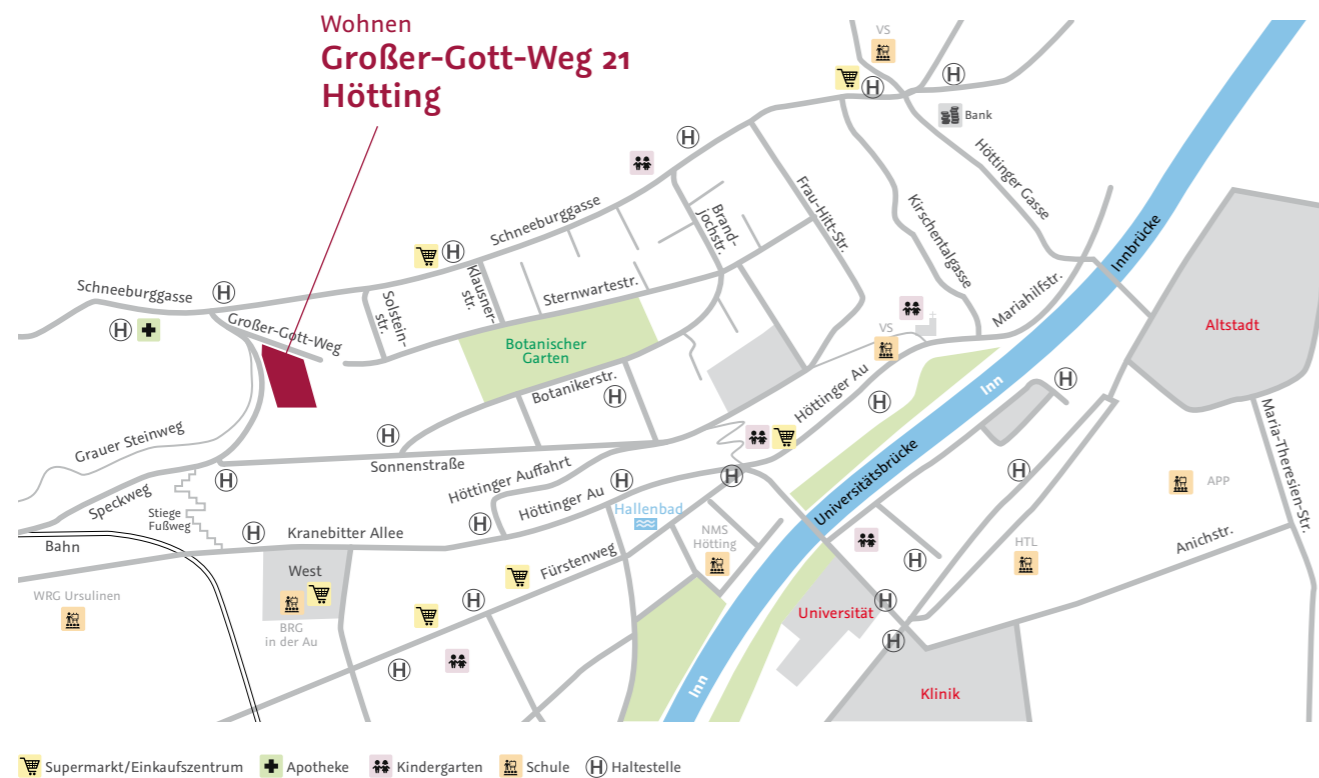 Wohnen
Großer-Gott-Weg 21
Hötting
VS
H
H
Bank
H
Höttinger Gasse
Schneeburggasse
Brand-
jochstr.
Frau-Hitt-Str.
Kirschentalgasse
Innbrücke
H
Klausner-
str.
Sternwartestr.
Mariahilfstr.
Schneeburggasse
H
Solstein-
str.
Altstadt
H
Großer-Gott-Weg
Botanischer
Garten
VS
Botanikerstr.
H
Höttinger Au
H
Inn
H
Maria-Theresien-Str.
Grauer Steinweg
H
Sonnenstraße
Universitätsbrücke
H
H
Speckweg
Höttinger Auffahrt
H
H
APP
Stiege
Fußweg
Höttinger Au
Hallenbad
Bahn
H
Kranebitter Allee
H
NMS
Hötting
HTL
Anichstr.
West
Fürstenweg
H
WRG Ursulinen
BRG
in der Au
H
H
Universität
H
H
H
Inn
Klinik
Supermarkt/Einkaufszentrum
Apotheke
Kindergarten
Schule
H Haltestelle